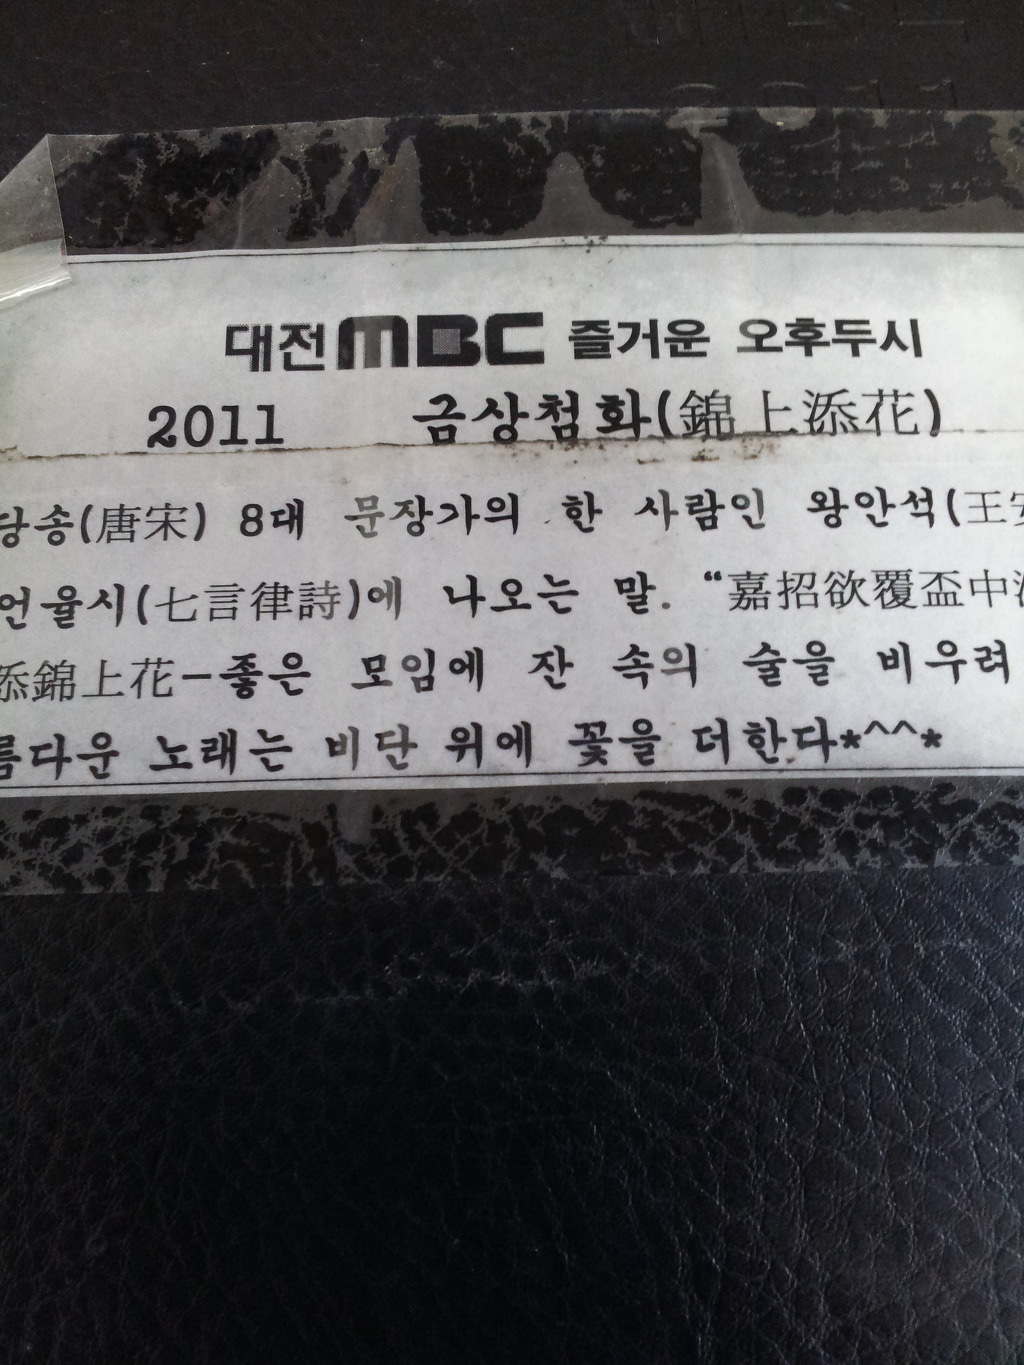 2011
대전MBC 즐거운 오후두시
2011 금상첨화(錦上添花)
당송(唐宋) 8대 문장가의 한 사람인 왕안석(王安
언율시(七言律詩)에 나오는 말. “嘉招欲覆盃中
添錦上花-좋은 모임에 잔 속의 술을 비우려
름다운 노래는 비단 위에 꽃을 더한다*^^*